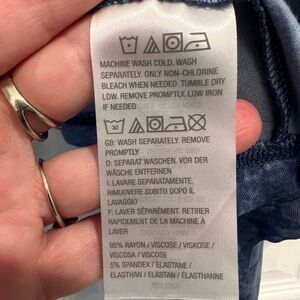 MACHINE WASH COLD. WASH
SEPARATELY. ONLY NON-CHLORINE
BLEACH WHEN NEEDED. TUMBLE DRY
LOW. REMOVE PROMPTLY. LOW IRON
IF NEEDED
30
GB: WASH SEPARATELY. REMOVE
PROMPTLY
D: SEPARAT WASCHEN. VOR DER
WÄSCHE ENTFERNEN
I: LAVARE SEPARATAMENTE.
RIMUOVERE SUBITO DOPO IL
LAVAGGIO
F: LAVER SÉPARÉMENT. RETIRER
RAPIDEMENT DE LA MACHINE À
LAVER
95% RAYON / VISCOSE / VISKOSE /
VISCOSA / VISCOSE
5% SPANDEX / ELASTANE /
ELASTHAN / ELASTAN / ÉLASTHANNE